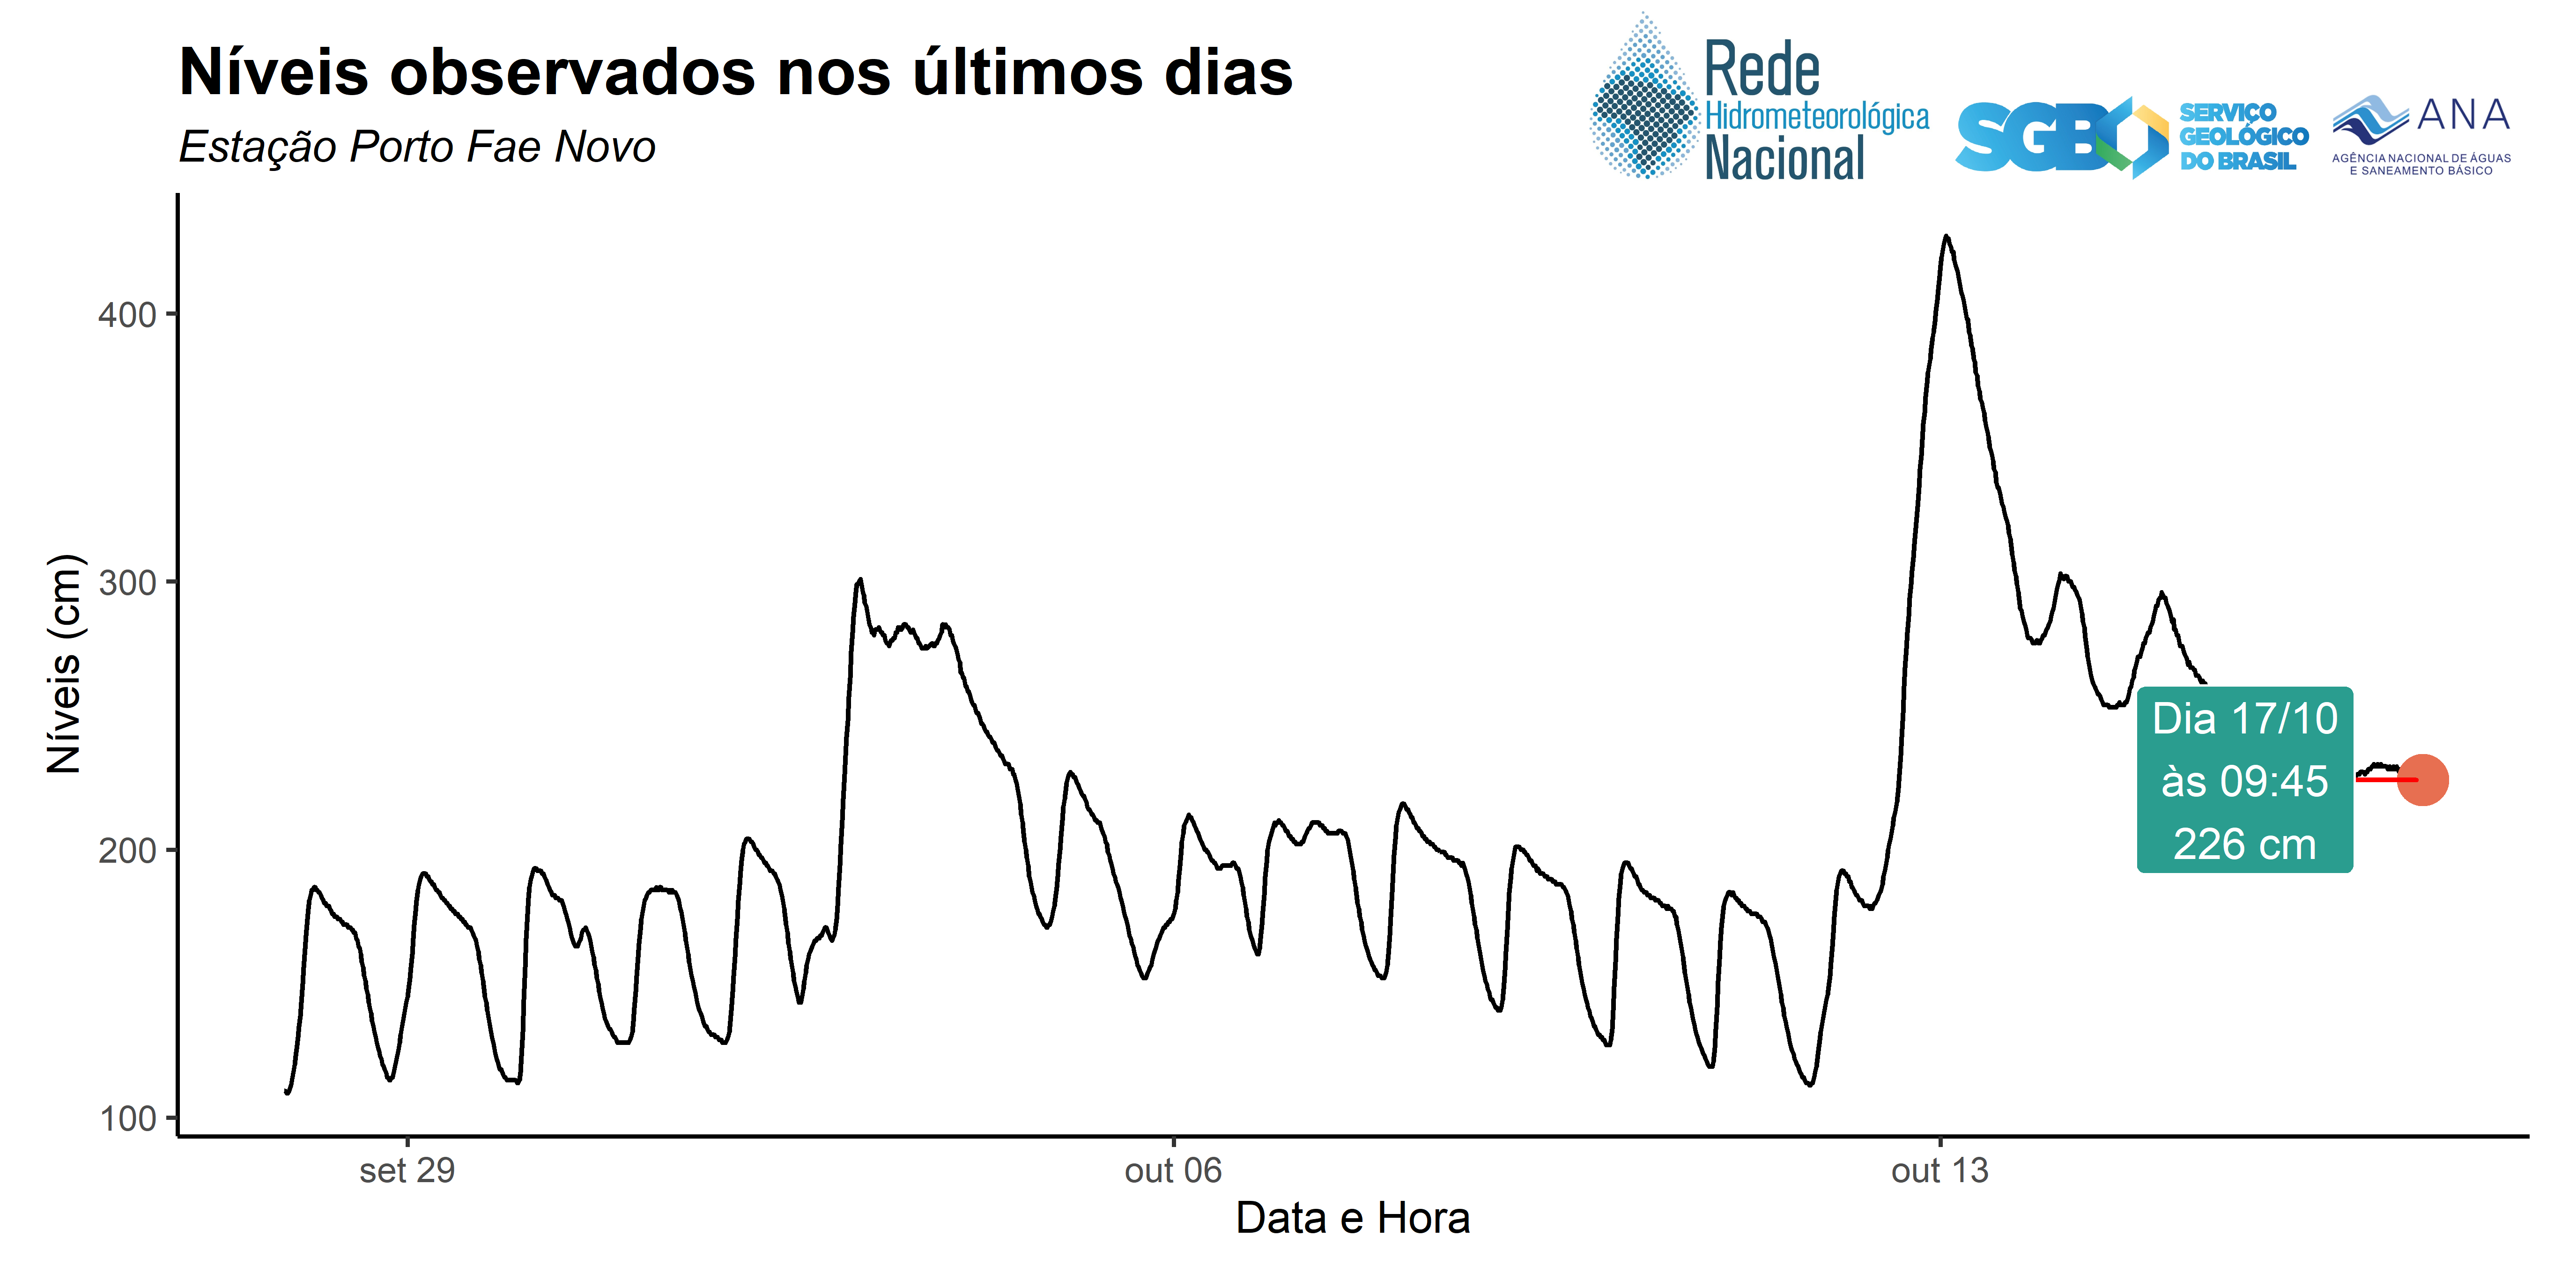 Níveis observados nos últimos dias
Estação Porto Fae Novo
Rede
Hidrometeorológica
Nacional
SGB
SERVIÇO
GEOLÓGICO
DO BRASIL
ANA
AGÊNCIA NACIONAL DE ÁGUAS
E SANEAMENTO BÁSICO
Níveis (cm)
400
300
200
100
Dia 17/10
às 09:45
226 cm
set 29
out 06
out 13
Data e Hora